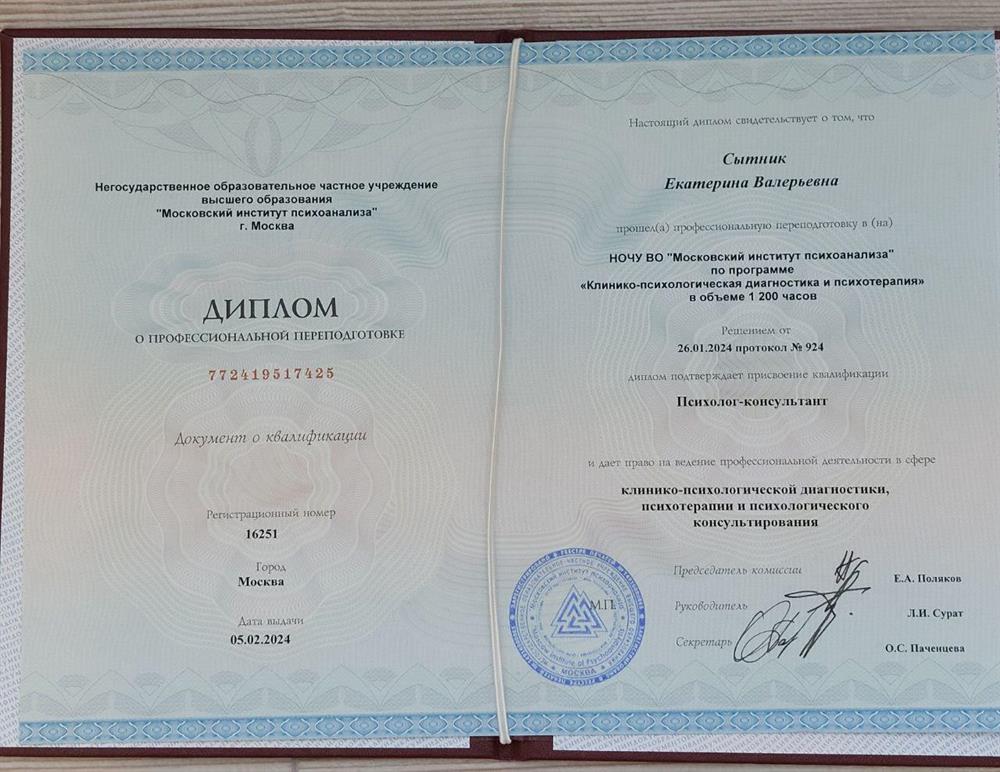 Негосударственное образовательное частное учреждение
высшего образования
"Московский институт психоанализа"
г. Москва
ДИПЛОМ
О ПРОФЕССИОНАЛЬНОЙ ПЕРЕПОДГОТОВКЕ
772419517425
Документ о квалификации
Регистрационный номер
16251
Город
Москва
Дата выдачи
05.02.2024
Настоящий диплом свидетельствует о том, что
Сытник
Екатерина Валерьевна
прошел(а) профессиональную переподготовку в (на)
НОЧУ ВО "Московский институт психоанализа"
по программе
«Клинико-психологическая диагностика и психотерапия»
в объеме 1 200 часов
Решением от
26.01.2024 протокол № 924
диплом подтверждает присвоение квалификации
Психолог-консультант
и дает право на ведение профессиональной деятельности в сфере
клинико-психологической диагностики,
психотерапии и психологического
консультирования
Председатель комиссии
Е.А. Поляков
Руководитель
Л.И. Сурат
Секретарь
О.С. Паченцева
М.П.
Moscow Institute of Psychoanalysis
МОСКВА